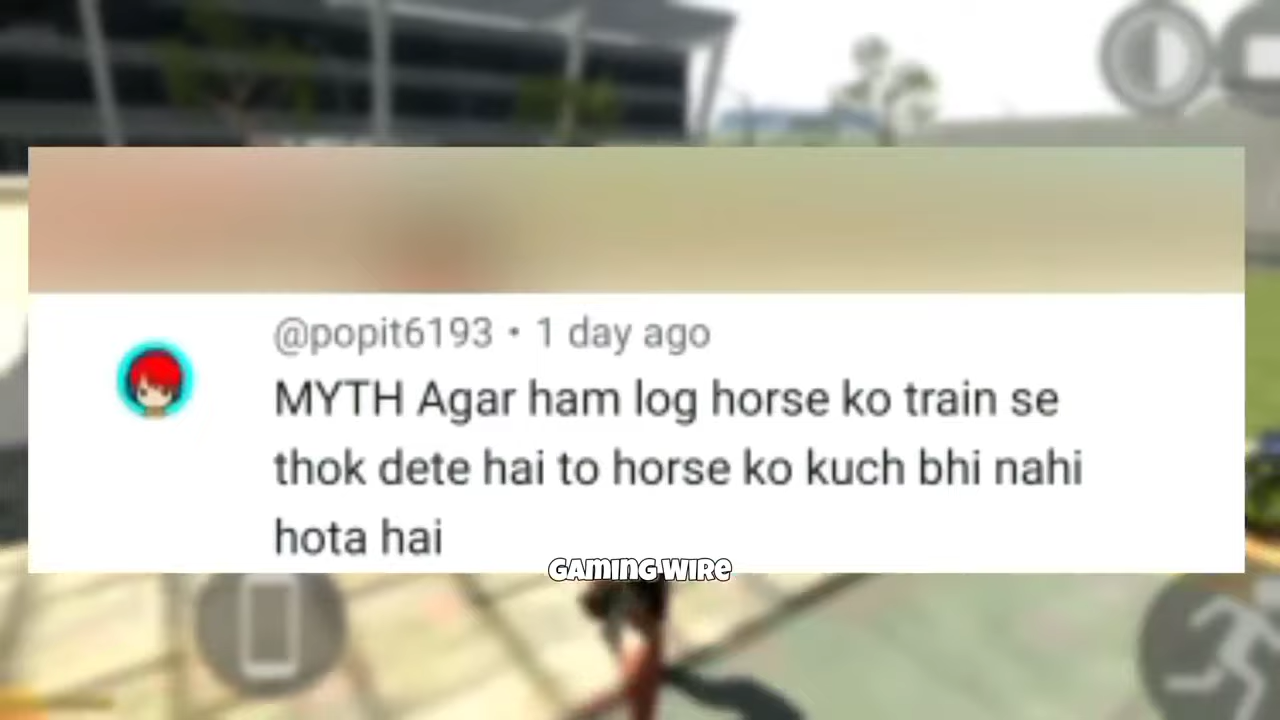 @popit6193 • 1 day ago
MYTH Agar ham log horse ko train se
thok dete hai to horse ko kuch bhi nahi
hota hai
GAMING WIRE